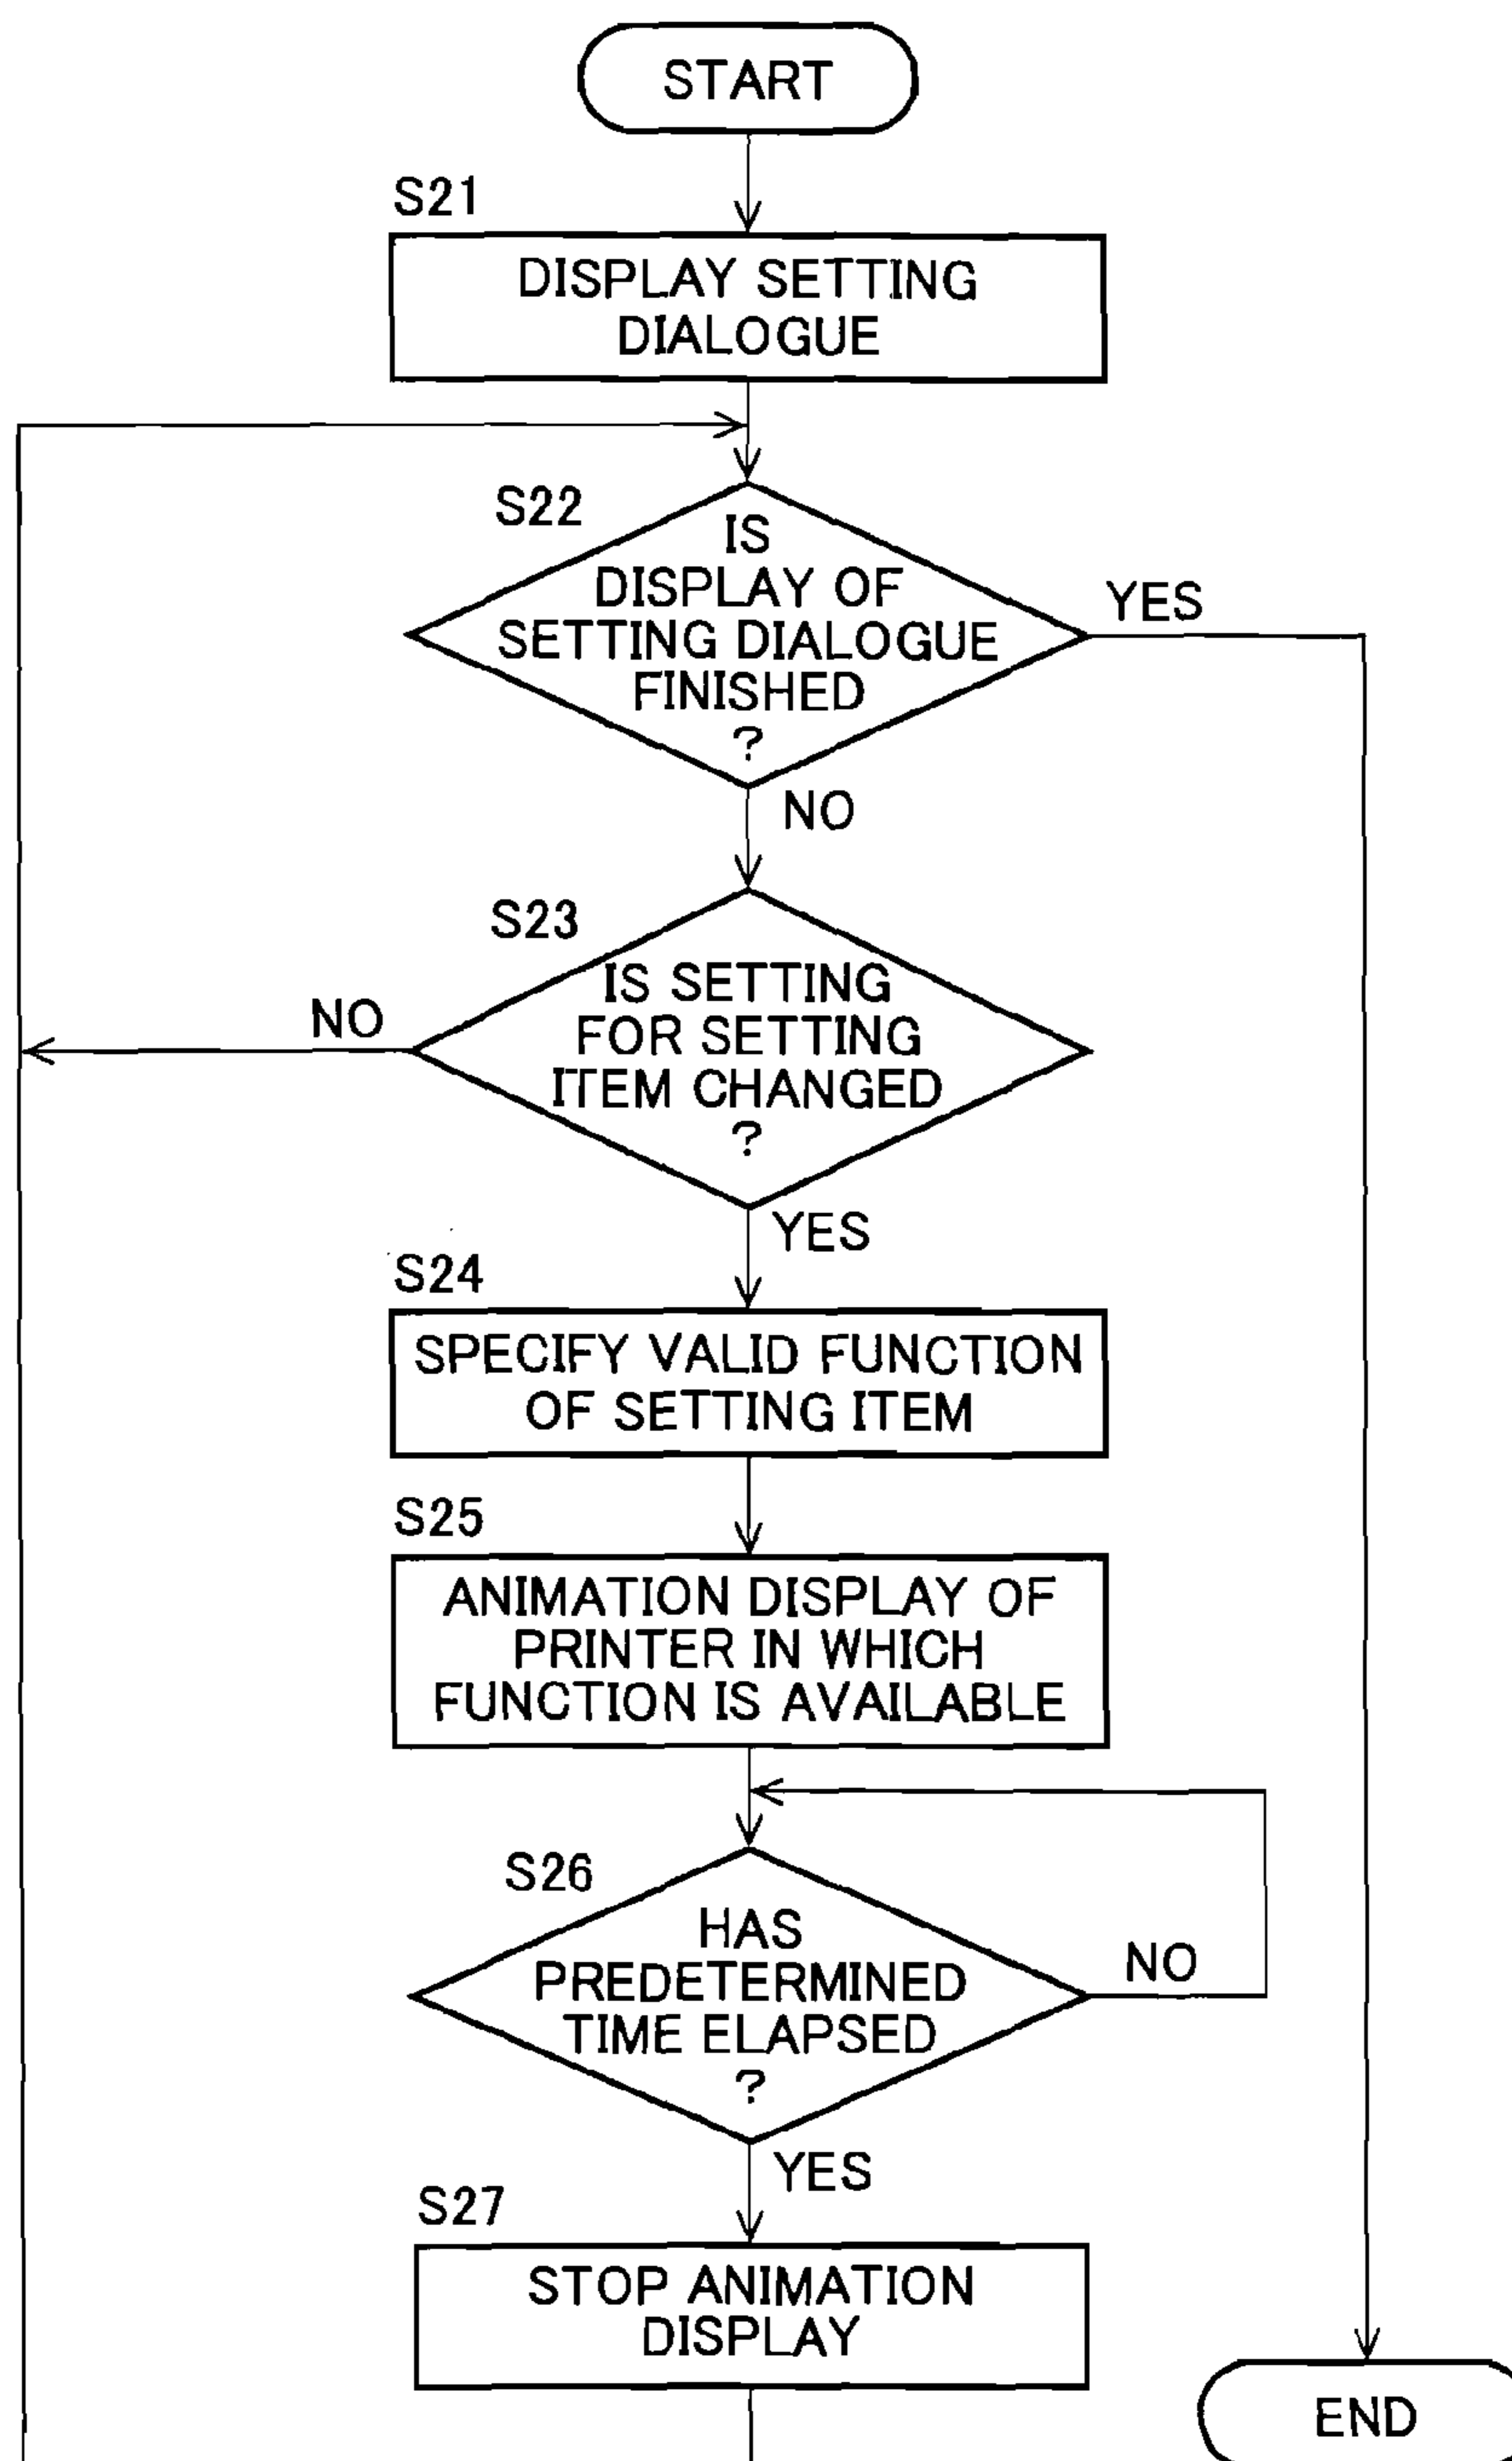 START
S21
DISPLAY SETTING
DIALOGUE
S22
IS
DISPLAY OF
SETTING DIALOGUE
FINISHED
?
YES
NO
S23
IS SETTING
FOR SETTING
ITEM CHANGED
?
NO
YES
S24
SPECIFY VALID FUNCTION
OF SETTING ITEM
S25
ANIMATION DISPLAY OF
PRINTER IN WHICH
FUNCTION IS AVAILABLE
S26
HAS
PREDETERMINED
TIME ELAPSED
?
NO
YES
S27
STOP ANIMATION
DISPLAY
END